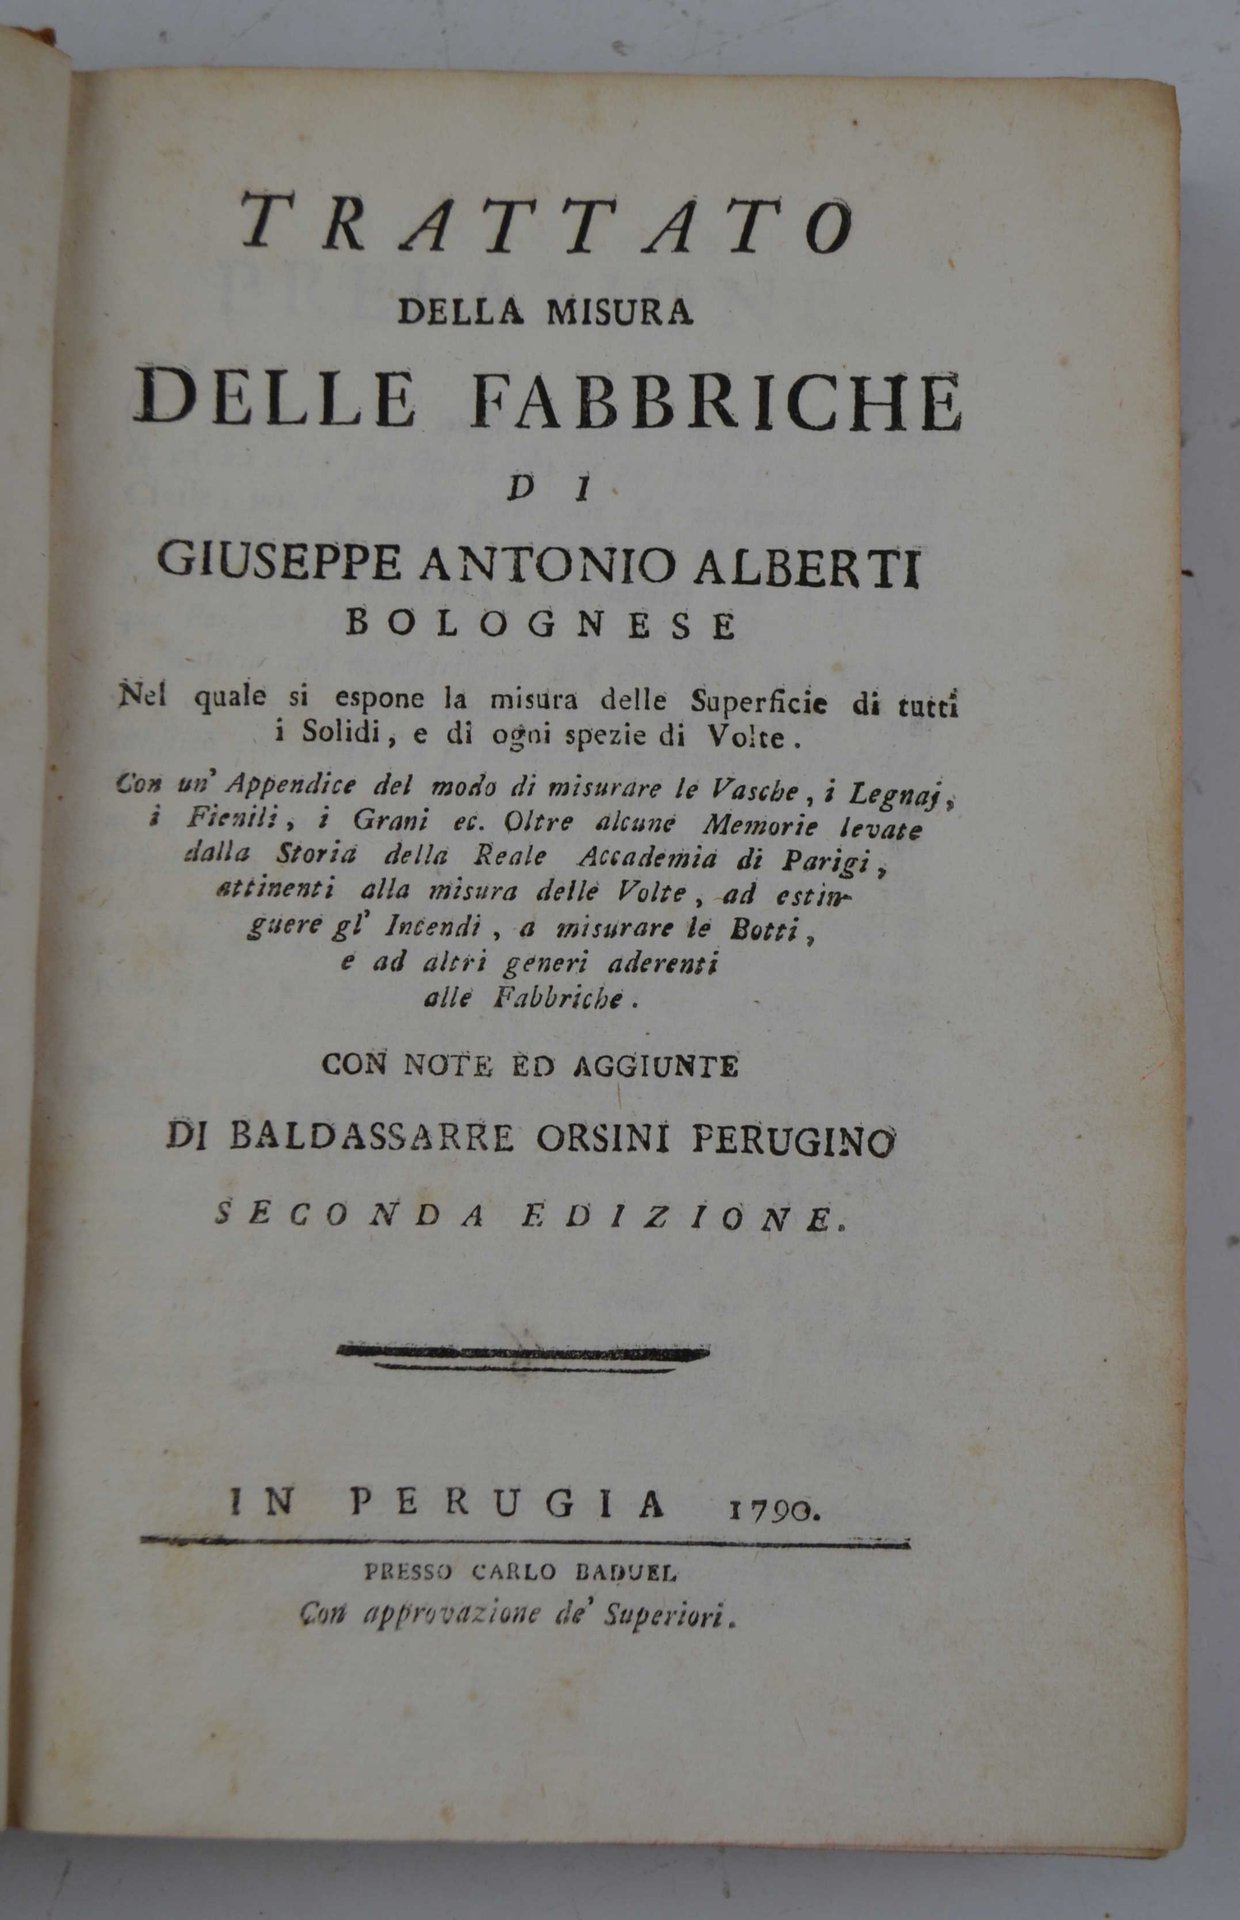 TRATTATO
DELLA MISURA
DELLE FABBRICHE
DI
GIUSEPPE ANTONIO ALBERTI
BOLOGNESE
Nel quale si espone la misura delle Superficie di tutti
i Solidi, e di ogni spezie di Volte.
Con un' Appendice del modo di misurare le Vasche, i Legnaj,
i Fienili, i Grani ec. Oltre alcune Memorie levate
dalla Storia della Reale Accademia di Parigi,
attinenti alla misura delle Volte, ad estin-
guere gl' Incendi, a misurare le Botti,
e ad altri generi aderenti
alle Fabbriche.
CON NOTE ED AGGIUNTE
DI BALDASSARRE ORSINI PERUGINO
SECONDA EDIZIONE.
IN PERUGIA 1790.
PRESSO CARLO BADUEL
Con approvazione de' Superiori.